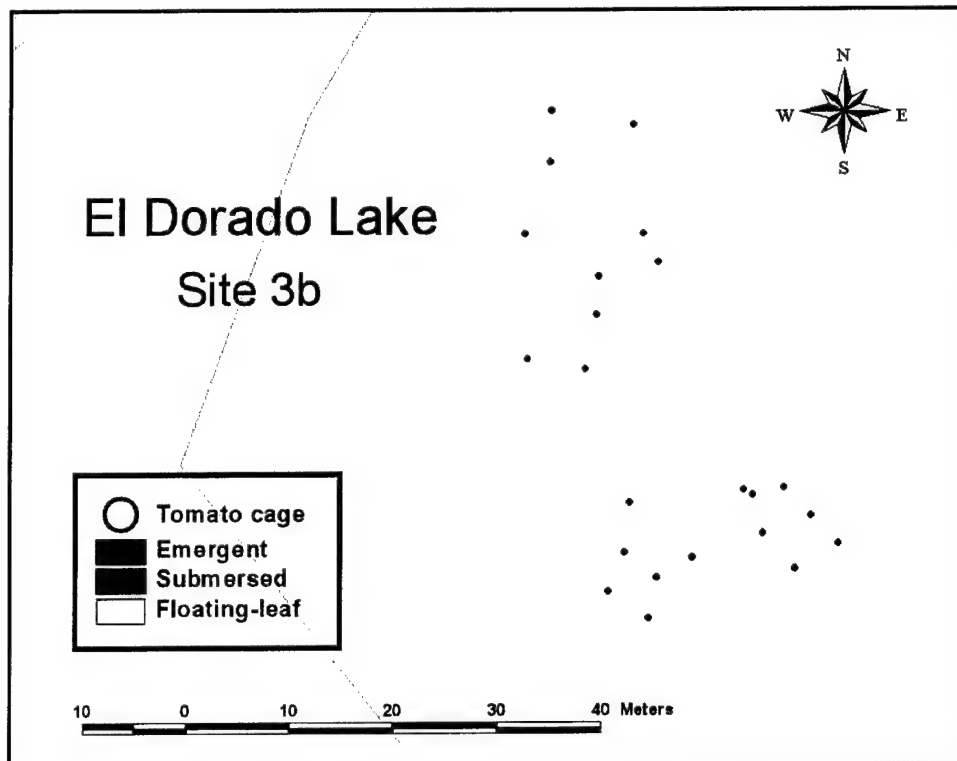 N
W E
S
El Dorado Lake
Site 3b
Tomato cage
Emergent
Submersed
Floating-leaf
10 0 10 20 30 40 Meters